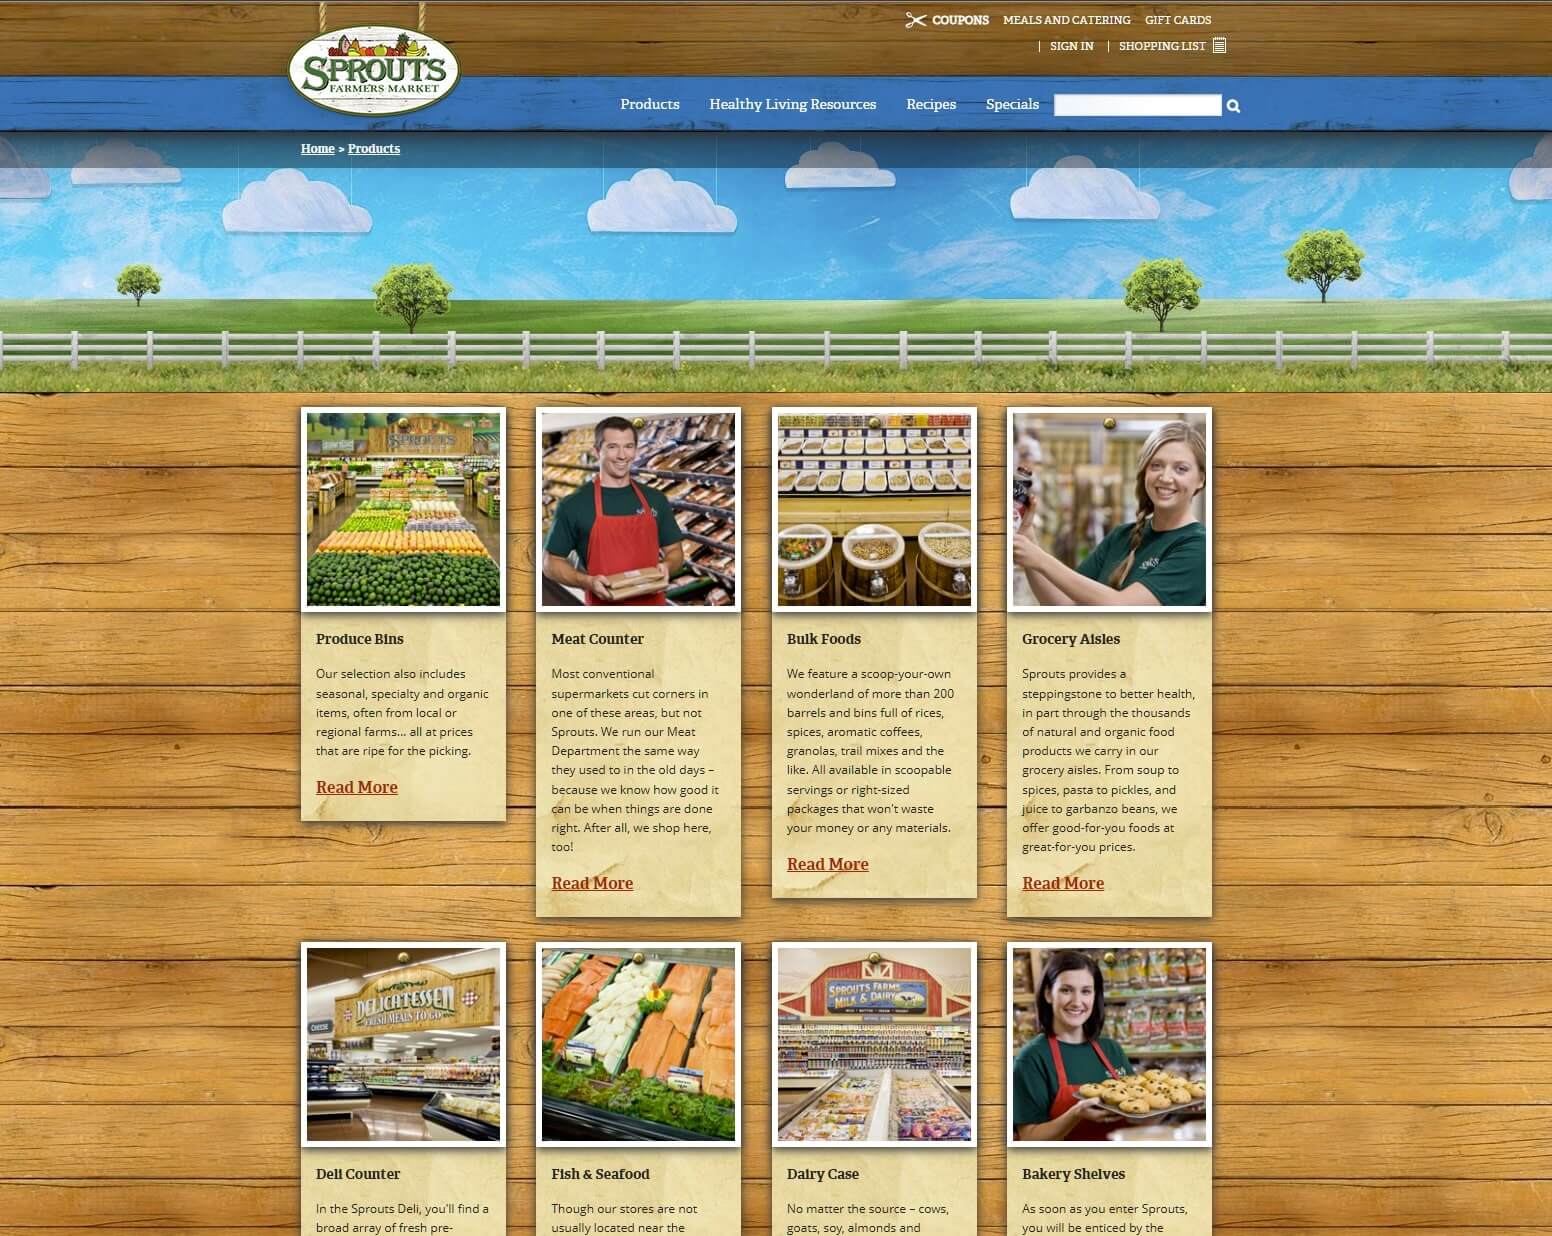 COUPONS MEALS AND CATERING GIFT CARDS
SPROUTS
FARMERS MARKET
| SIGN IN | SHOPPING LIST
Products Healthy Living Resources Recipes Specials
Home > Products
SPROUTS
Produce Bins
Our selection also includes
seasonal, specialty and organic
items, often from local or
regional farms... all at prices
that are ripe for the picking.
Read More
Meat Counter
Most conventional
supermarkets cut corners in
one of these areas, but not
Sprouts. We run our Meat
Department the same way
they used to in the old days –
because we know how good it
can be when things are done
right. After all, we shop here,
too!
Read More
Bulk Foods
We feature a scoop-your-own
wonderland of more than 200
barrels and bins full of rices,
spices, aromatic coffees,
granolas, trail mixes and the
like. All available in scoopable
servings or right-sized
packages that won't waste
your money or any materials.
Read More
Grocery Aisles
Sprouts provides a
steppingstone to better health,
in part through the thousands
of natural and organic food
products we carry in our
grocery aisles. From soup to
spices, pasta to pickles, and
juice to garbanzo beans, we
offer good-for-you foods at
great-for-you prices.
Read More
DELICATESSEN
FRESH MEALS TO GO
CHEESE
Deli Counter
In the Sprouts Deli, you'll find a
broad array of fresh pre-
Fish & Seafood
Though our stores are not
usually located near the
SPROUTS FARMS
MILK & DAIRY
Dairy Case
No matter the source – cows,
goats, soy, almonds and
Bakery Shelves
As soon as you enter Sprouts,
you will be enticed by the